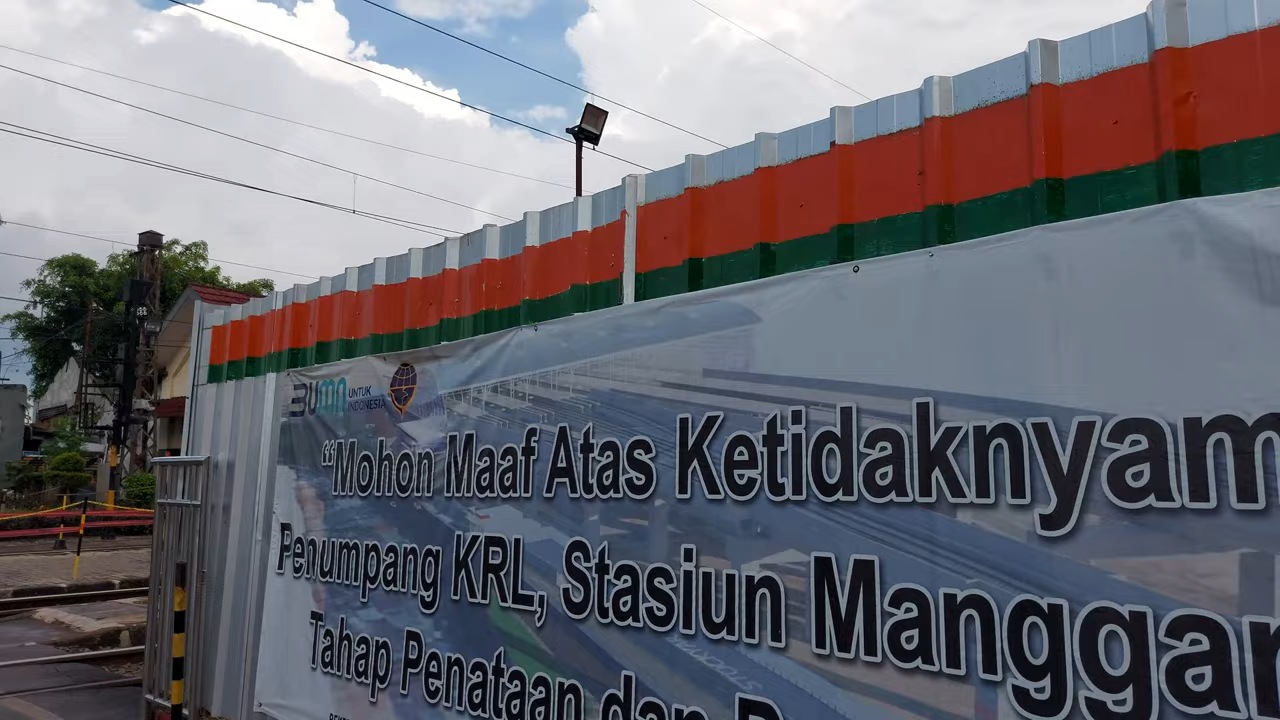 BUMN UNTUK INDONESIA
“Mohon Maaf Atas Ketidaknyam
Penumpang KRL, Stasiun Manggar
Tahap Penataan dan